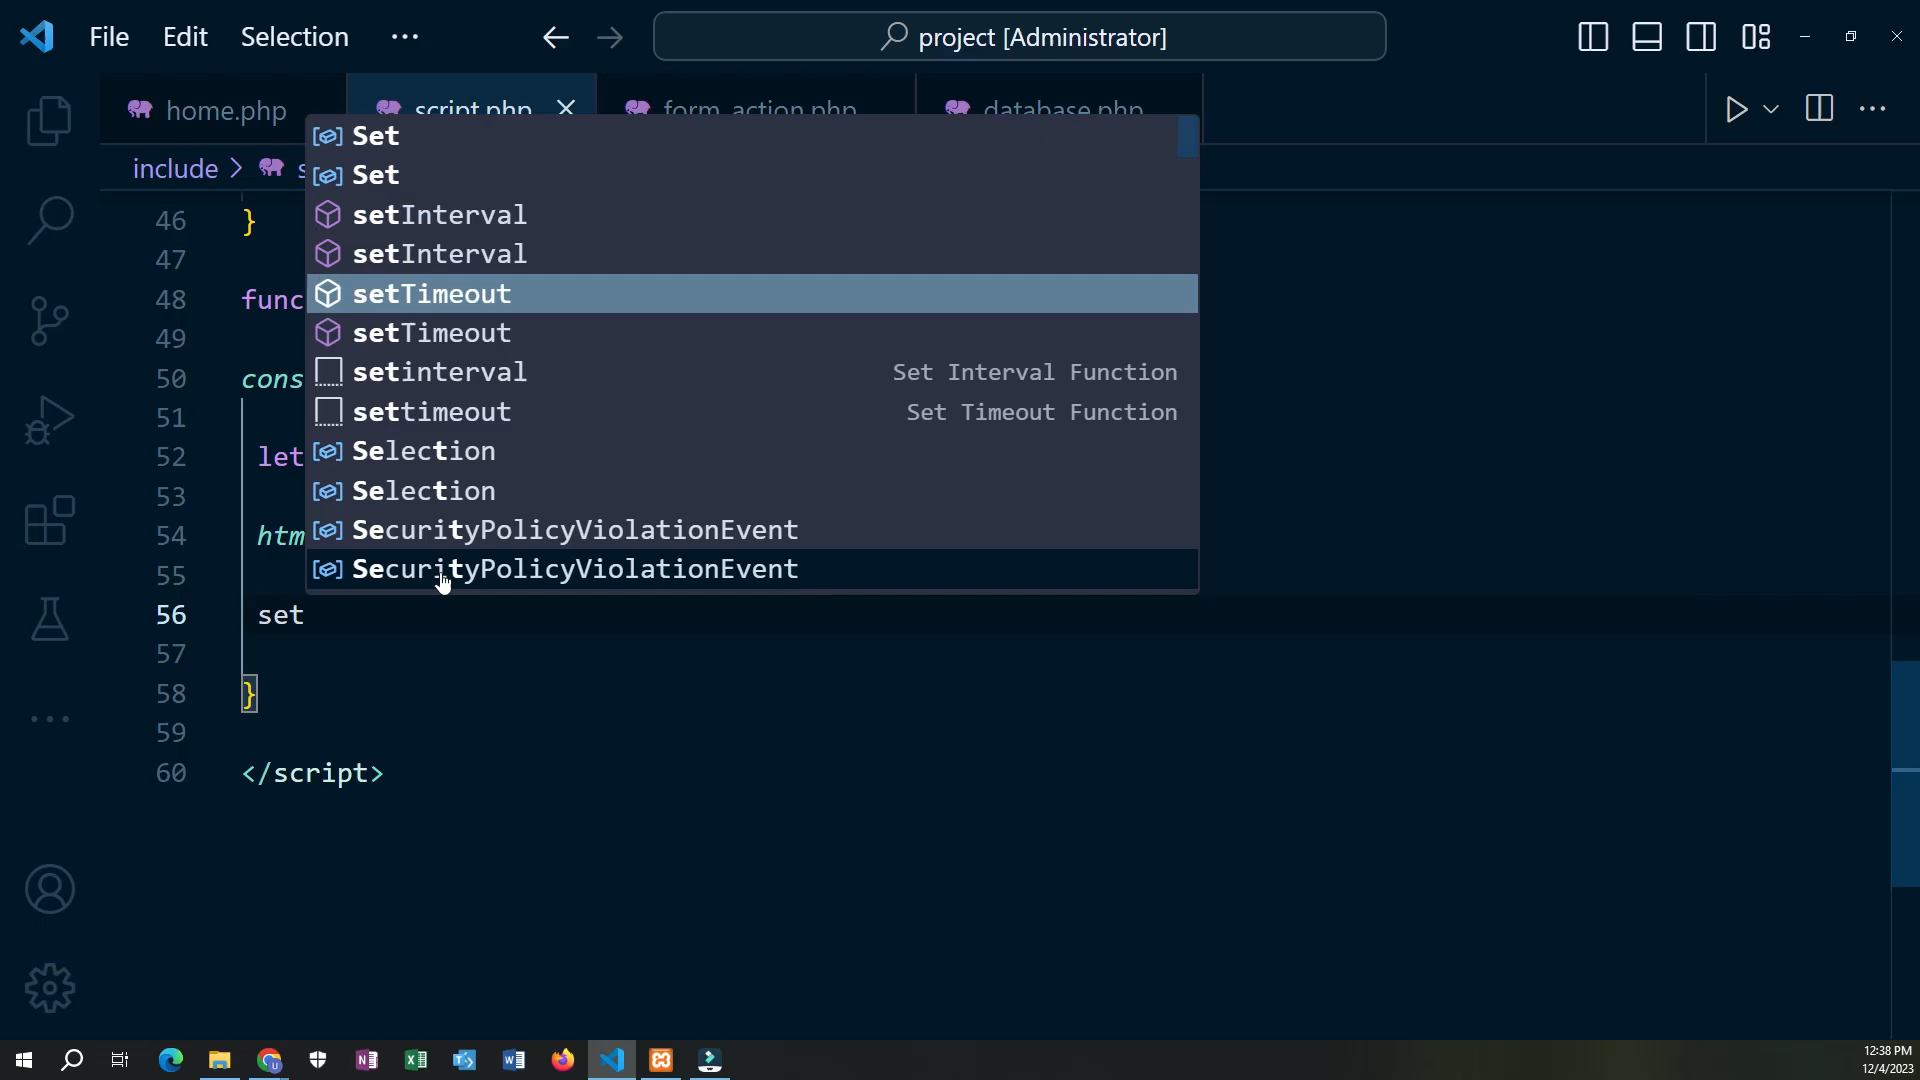 File Edit Selection ... project [Administrator]
home.php script.php form_action.php database.php
include > s
46 }
47
48 func
49
50 cons
51
52 let
53
54 htm
55
56 set
57
58 }
59
60 </script>
Set
Set
setInterval
setInterval
setTimeout
setTimeout
setinterval Set Interval Function
settimeout Set Timeout Function
Selection
Selection
SecurityPolicyViolationEvent
SecurityPolicyViolationEvent
12:38 PM
12/4/2023